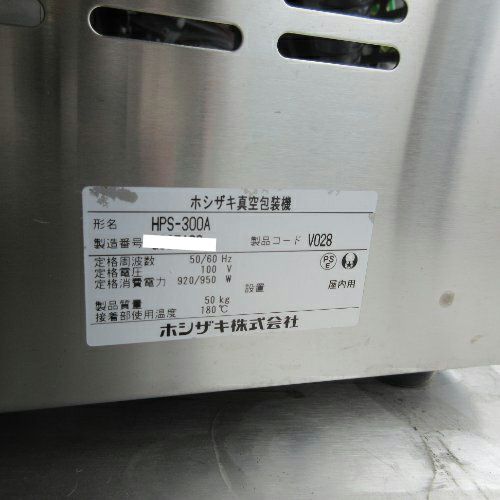 ホシザキ真空包装機
形名 HPS-300A
製造番号
製品コード V028
定格周波数 50/60 Hz
定格電圧 100 V
定格消費電力 920/950 W
設置 屋内用
PS E
製品質量 50 kg
接着部使用温度 180℃
ホシザキ株式会社